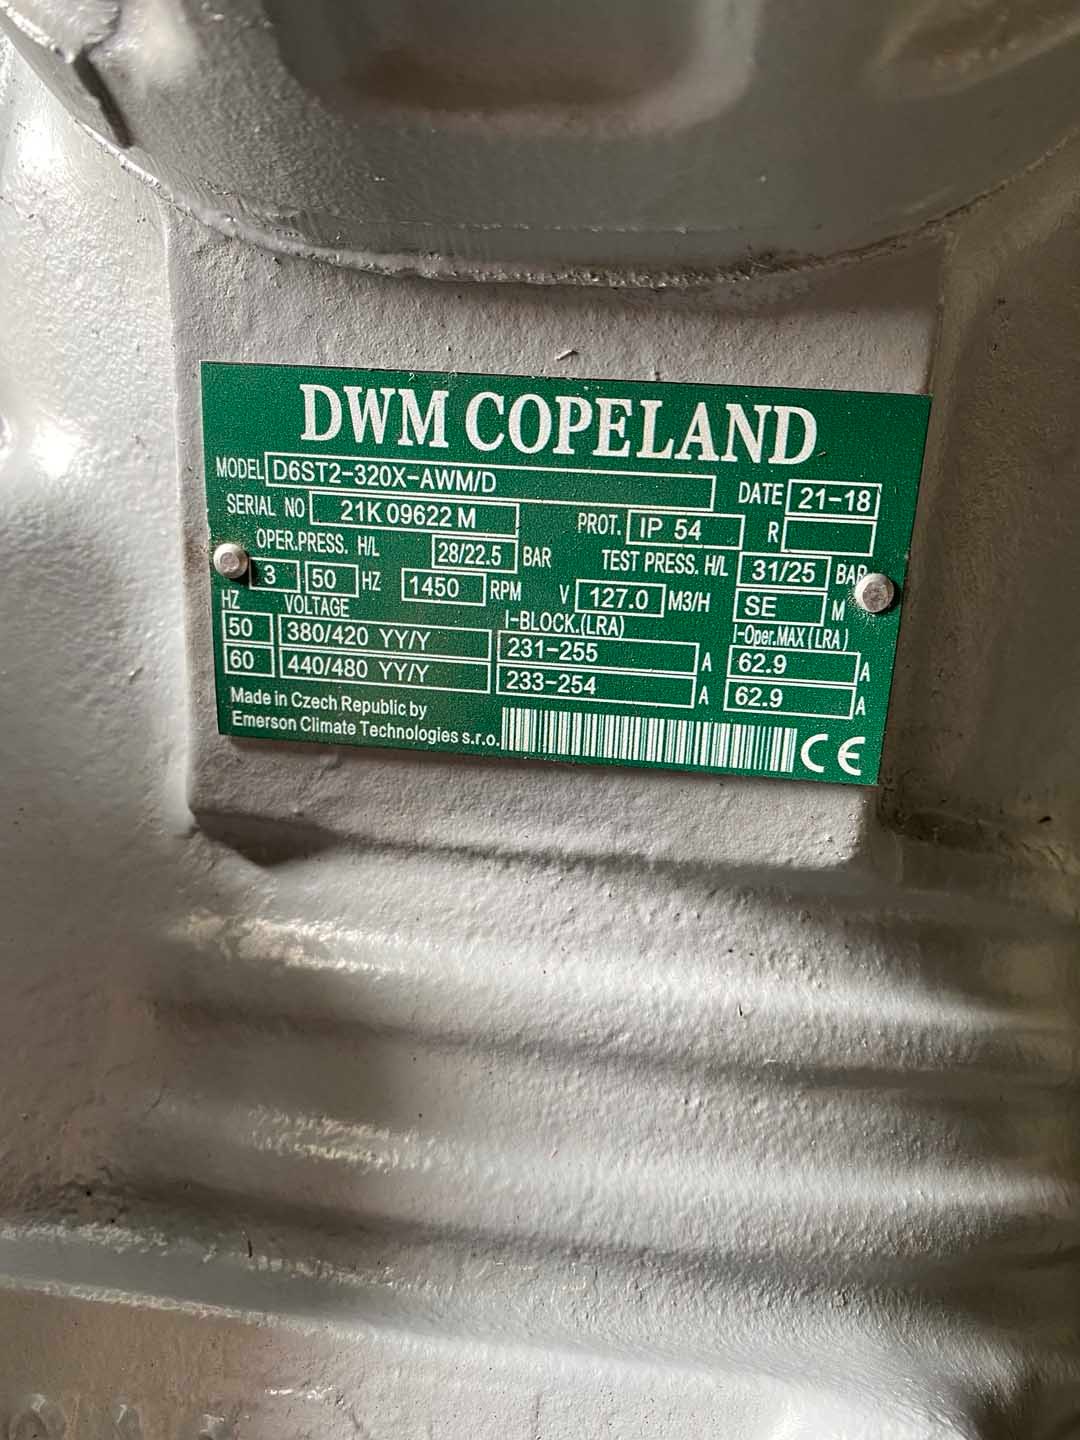 DWM COPELAND
MODEL D6ST2-320X-AWM/D DATE 21-18
SERIAL NO 21K 09622 M PROT. IP 54 R
OPER.PRESS. H/L 28/22.5 BAR TEST PRESS. H/L 31/25 BAR
3 50 HZ 1450 RPM V 127.0 M3/H SE M
HZ VOLTAGE I-BLOCK.(LRA) I-Oper.MAX(LRA)
50 380/420 YY/Y 231-255 A 62.9 A
60 440/480 YY/Y 233-254 A 62.9 A
Made in Czech Republic by
Emerson Climate Technologies s.r.o. CE